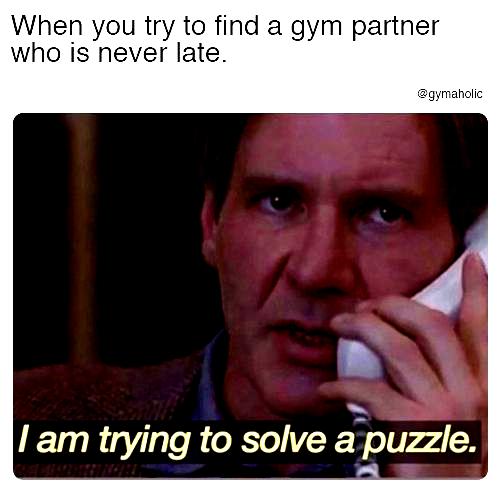 When you try to find a gym partner
who is never late.
@gymaholic
I am trying to solve a puzzle.